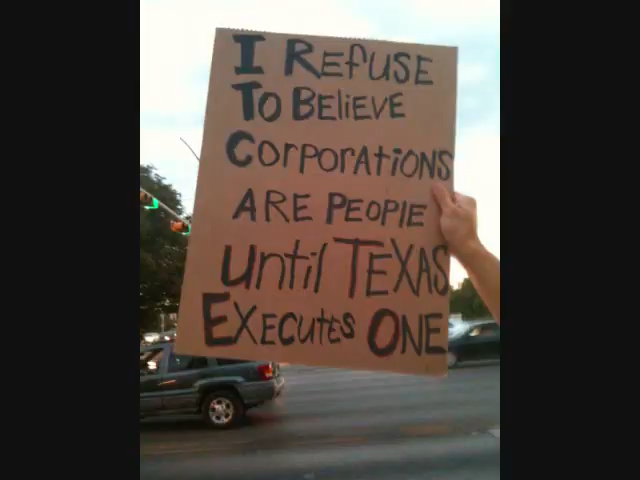 I REfUSE
TO BELiEVE
CorporAtiONS
ARE PEOPlE
until TEXAS
EXECUtES ONE